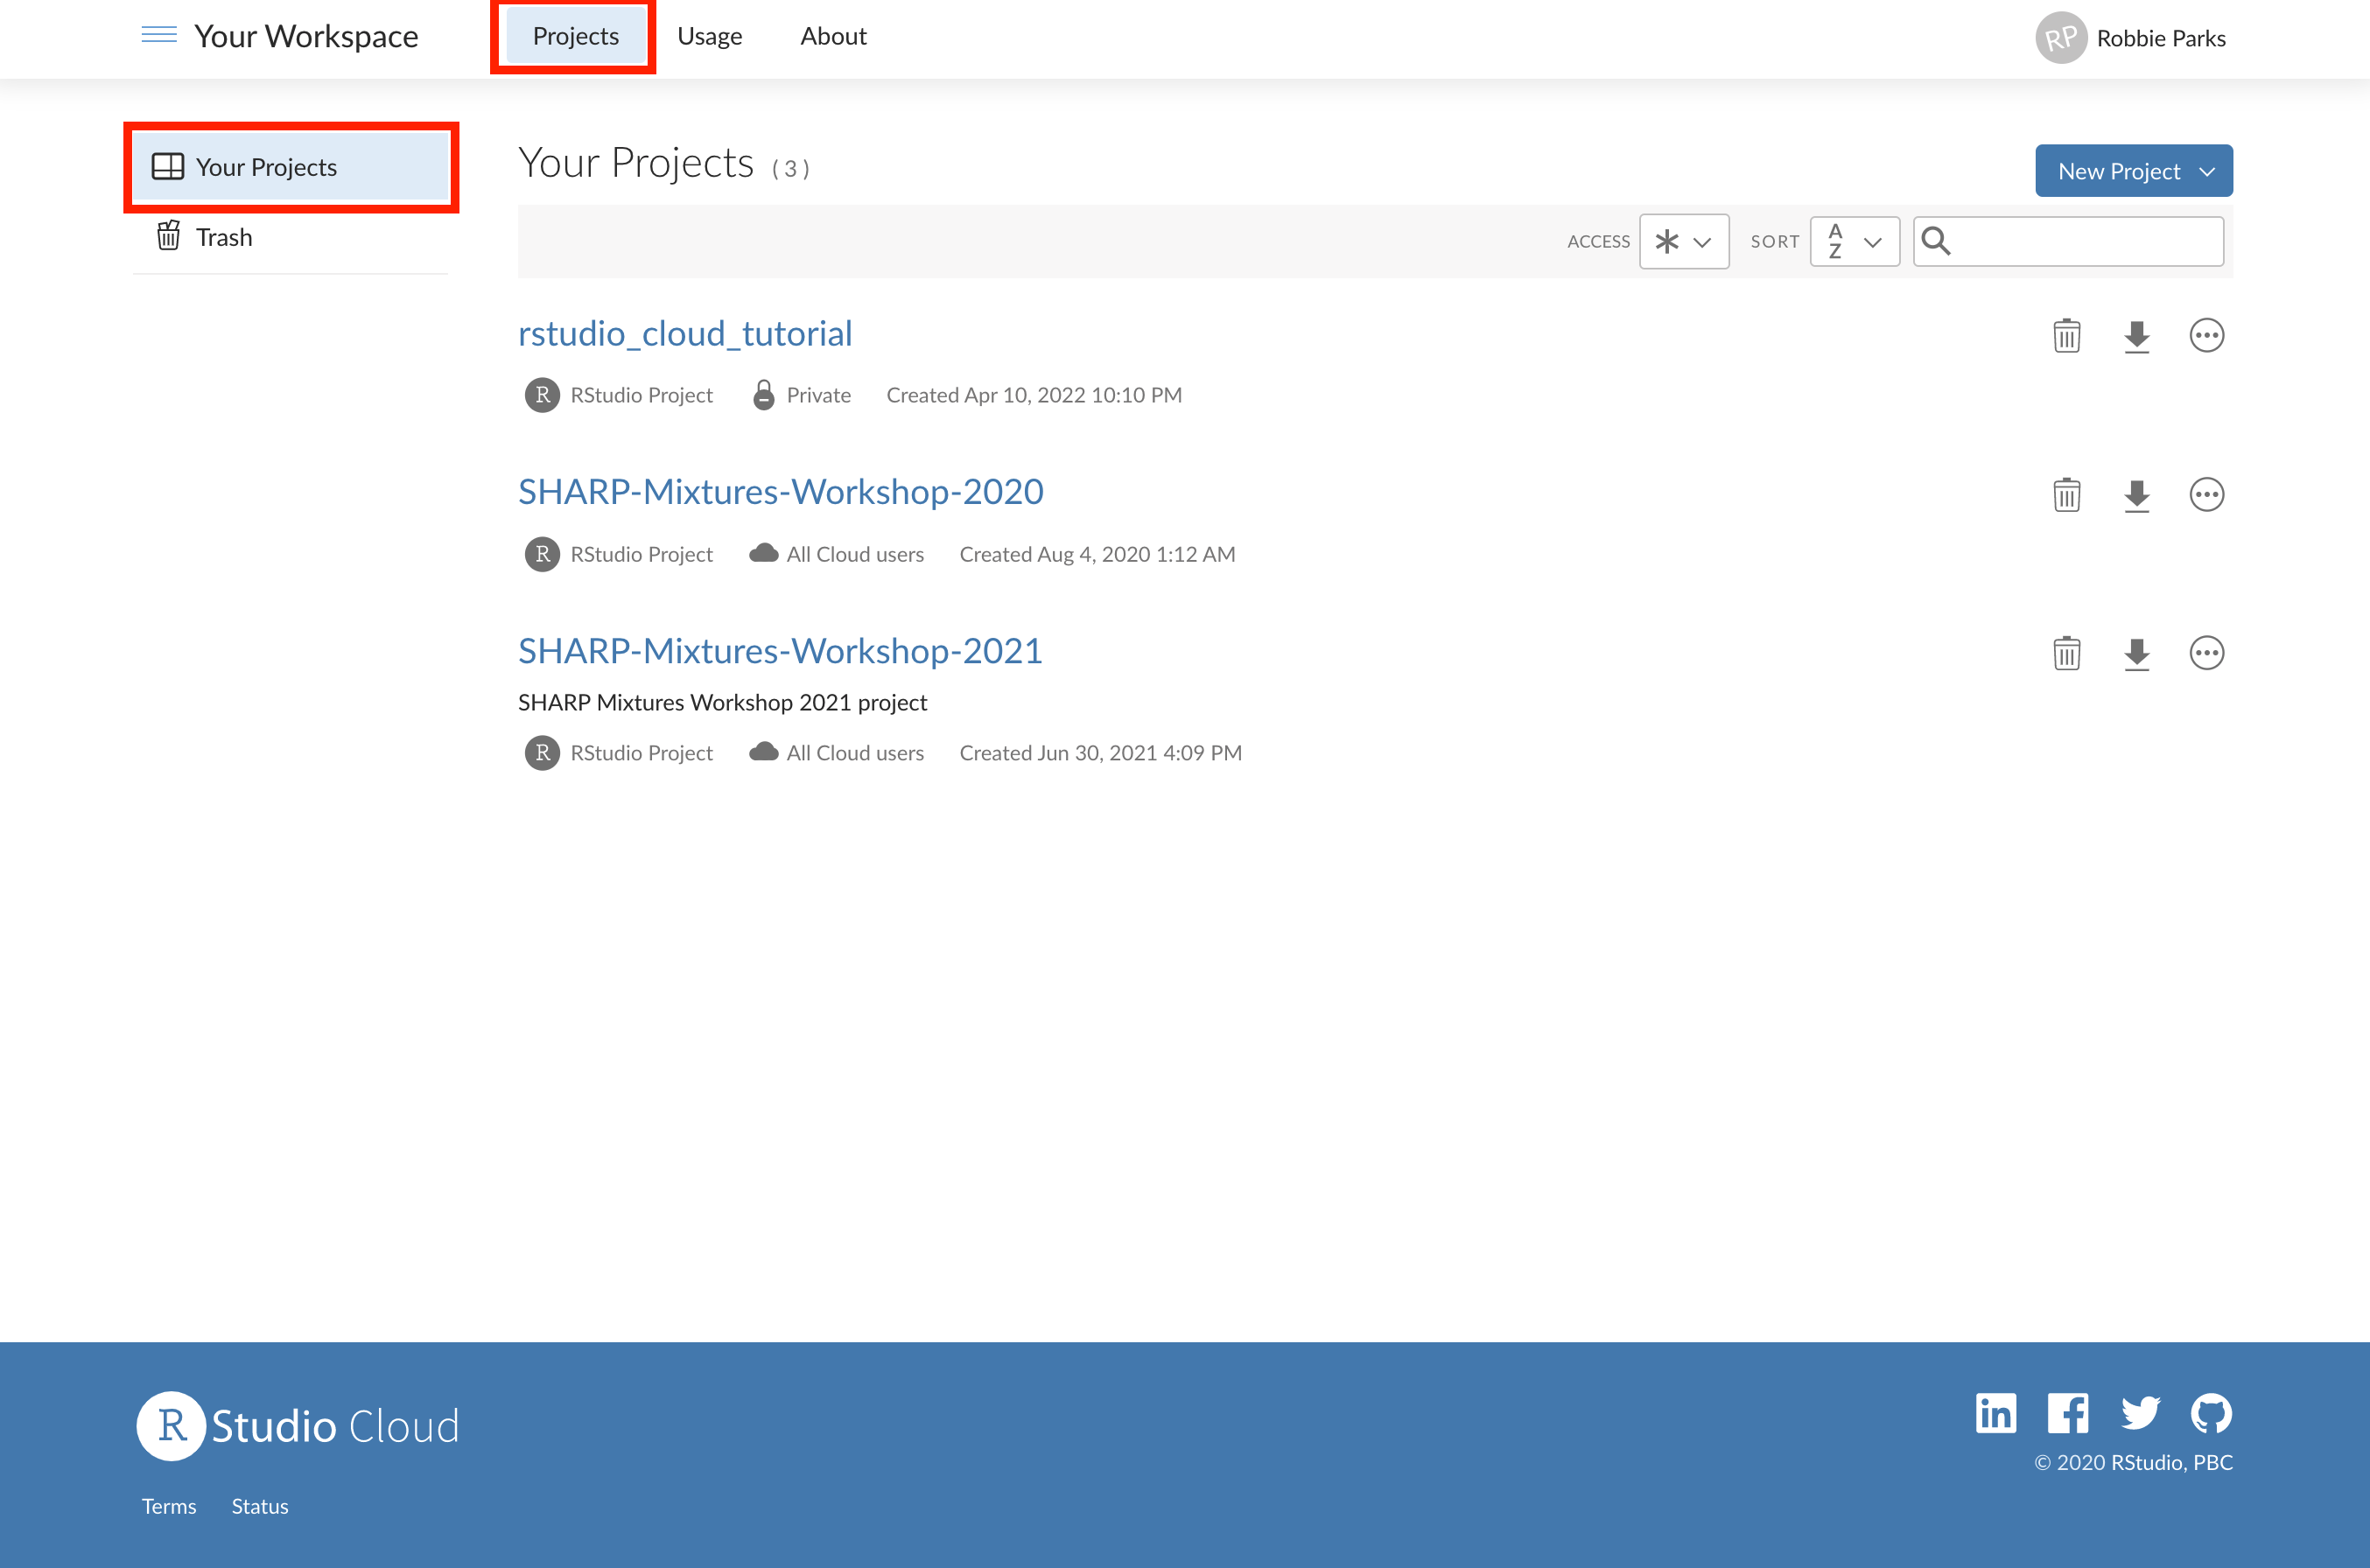 Your Workspace Projects Usage About RP Robbie Parks
Your Projects
Trash
Your Projects (3) New Project
ACCESS * SORT A Z
rstudio_cloud_tutorial
R RStudio Project Private Created Apr 10, 2022 10:10 PM
SHARP-Mixtures-Workshop-2020
R RStudio Project All Cloud users Created Aug 4, 2020 1:12 AM
SHARP-Mixtures-Workshop-2021
SHARP Mixtures Workshop 2021 project
R RStudio Project All Cloud users Created Jun 30, 2021 4:09 PM
R Studio Cloud
in f
© 2020 RStudio, PBC
Terms Status